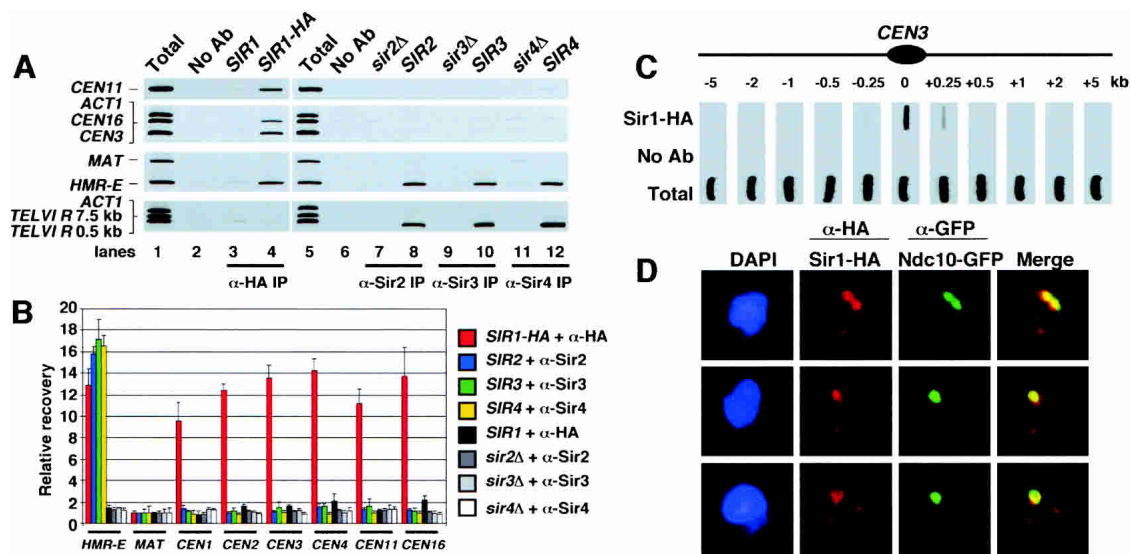 A
Total No Ab SIR1 SIR1-HA Total No Ab sir2Δ SIR2 sir3Δ SIR3 sir4Δ SIR4
CEN11
ACT1
CEN16
CEN3
MAT
HMR-E
ACT1
TELVI R 7.5 kb
TELVI R 0.5 kb
lanes 1 2 3 4 5 6 7 8 9 10 11 12
α-HA IP α-Sir2 IP α-Sir3 IP α-Sir4 IP
B
Relative recovery
20
18
16
14
12
10
8
6
4
2
0
HMR-E MAT CEN1 CEN2 CEN3 CEN4 CEN11 CEN16
SIR1-HA + α-HA
SIR2 + α-Sir2
SIR3 + α-Sir3
SIR4 + α-Sir4
SIR1 + α-HA
sir2Δ + α-Sir2
sir3Δ + α-Sir3
sir4Δ + α-Sir4
C
CEN3
-5 -2 -1 -0.5 -0.25 0 +0.25 +0.5 +1 +2 +5 kb
Sir1-HA
No Ab
Total
D
α-HA α-GFP
DAPI Sir1-HA Ndc10-GFP Merge